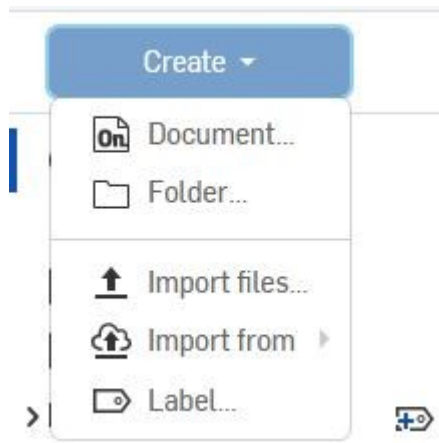 Create
On
Document...
Folder...
Import files...
Import from
Label...